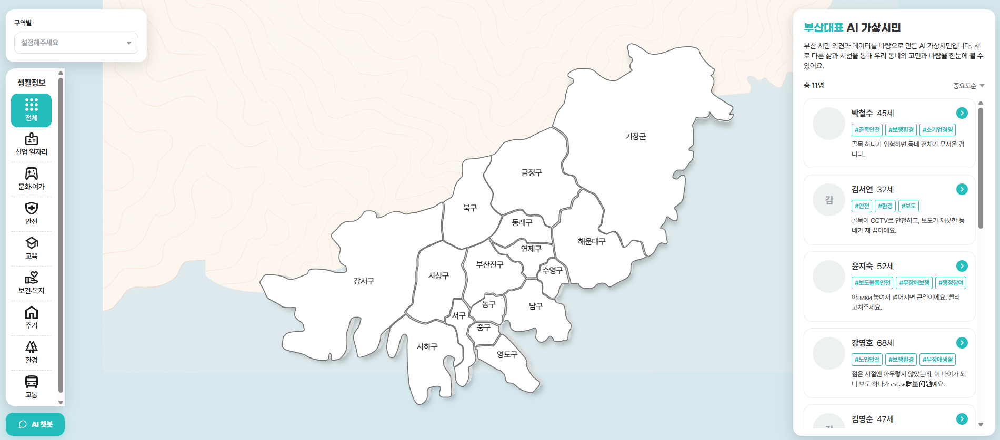 구역별
설정해주세요
생활정보
전체
산업 일자리
문화·여가
안전
교육
보건·복지
주거
환경
교통
AI 챗봇
기장군
금정구
북구
동래구
해운대구
연제구
부산진구
수영구
사상구
강서구
동구
남구
서구
중구
사하구
영도구
부산대표 AI 가상시민
부산 시민 의견과 데이터를 바탕으로 만든 AI 가상시민입니다. 서
로 다른 삶과 시선을 통해 우리 동네의 고민과 바람을 한눈에 볼 수
있어요.
총 11명
중요도순
박철수 45세
#골목안전 #보행환경 #소기업경영
골목 하나가 위험하면 동네 전체가 무서울 겁
니다.
김
김서연 32세
#안전 #환경 #보도
골목이 CCTV로 안전하고, 보도가 깨끗한 동
네가 제 꿈이에요.
윤지숙 52세
#보도블록안전 #무장애보행 #행정참여
아ники 놓여서 넘어지면 큰일이에요. 빨리
고쳐주세요.
강영호 68세
#노인안전 #보행환경 #무장애생활
젊은 시절엔 아무렇지 않았는데, 이 나이가 되
니 보도 하나가 حيات质量问题예요.
김영순 47세